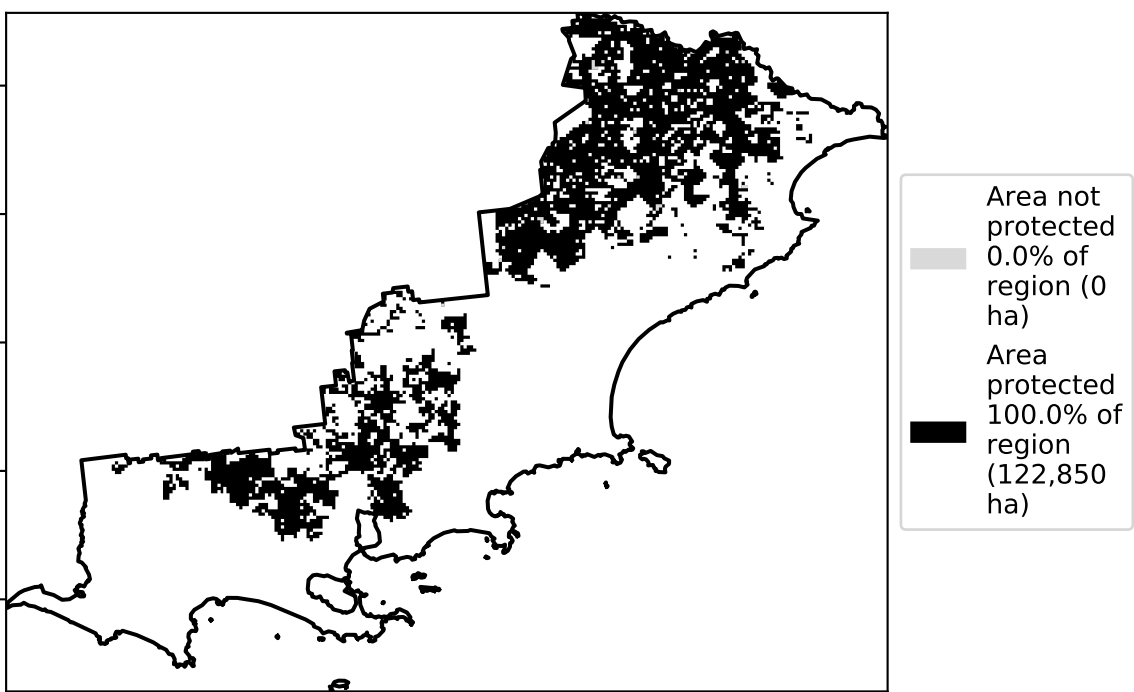 Area not
protected
0.0% of
region (0
ha)
Area
protected
100.0% of
region
(122,850
ha)